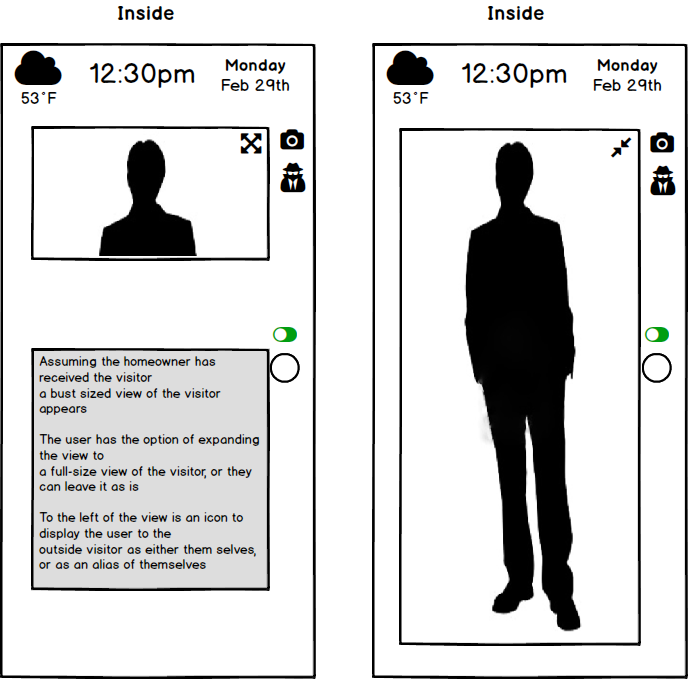 Inside
Inside
12:30pm
Monday
Feb 29th
53°F
12:30pm
Monday
Feb 29th
53°F
Assuming the homeowner has
received the visitor
a bust sized view of the visitor
appears
The user has the option of expanding
the view to
a full-size view of the visitor, or they
can leave it as is
To the left of the view is an icon to
display the user to the
outside visitor as either them selves,
or as an alias of themselves